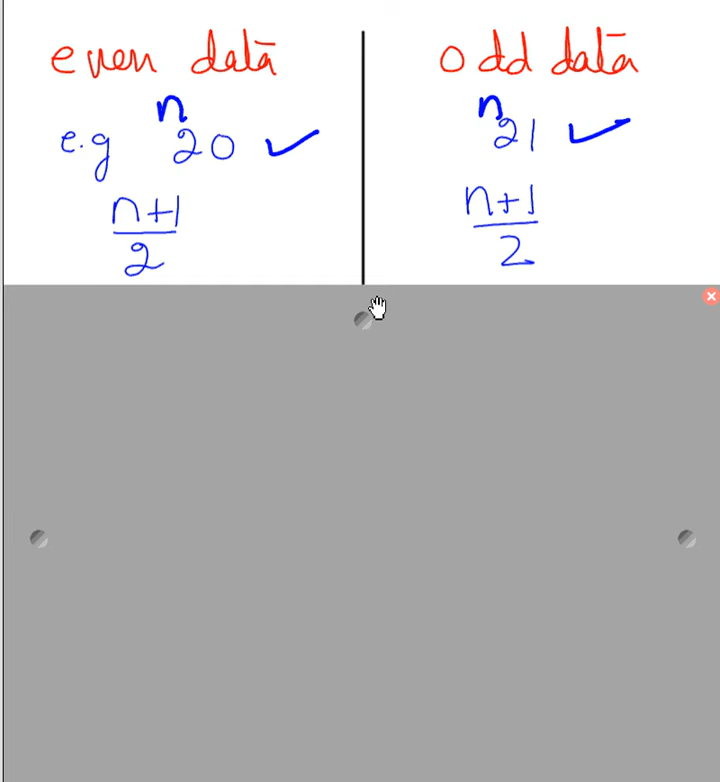 even data
n
e.g 20 ✓
n+1
2
odd data
n
21 ✓
n+1
2